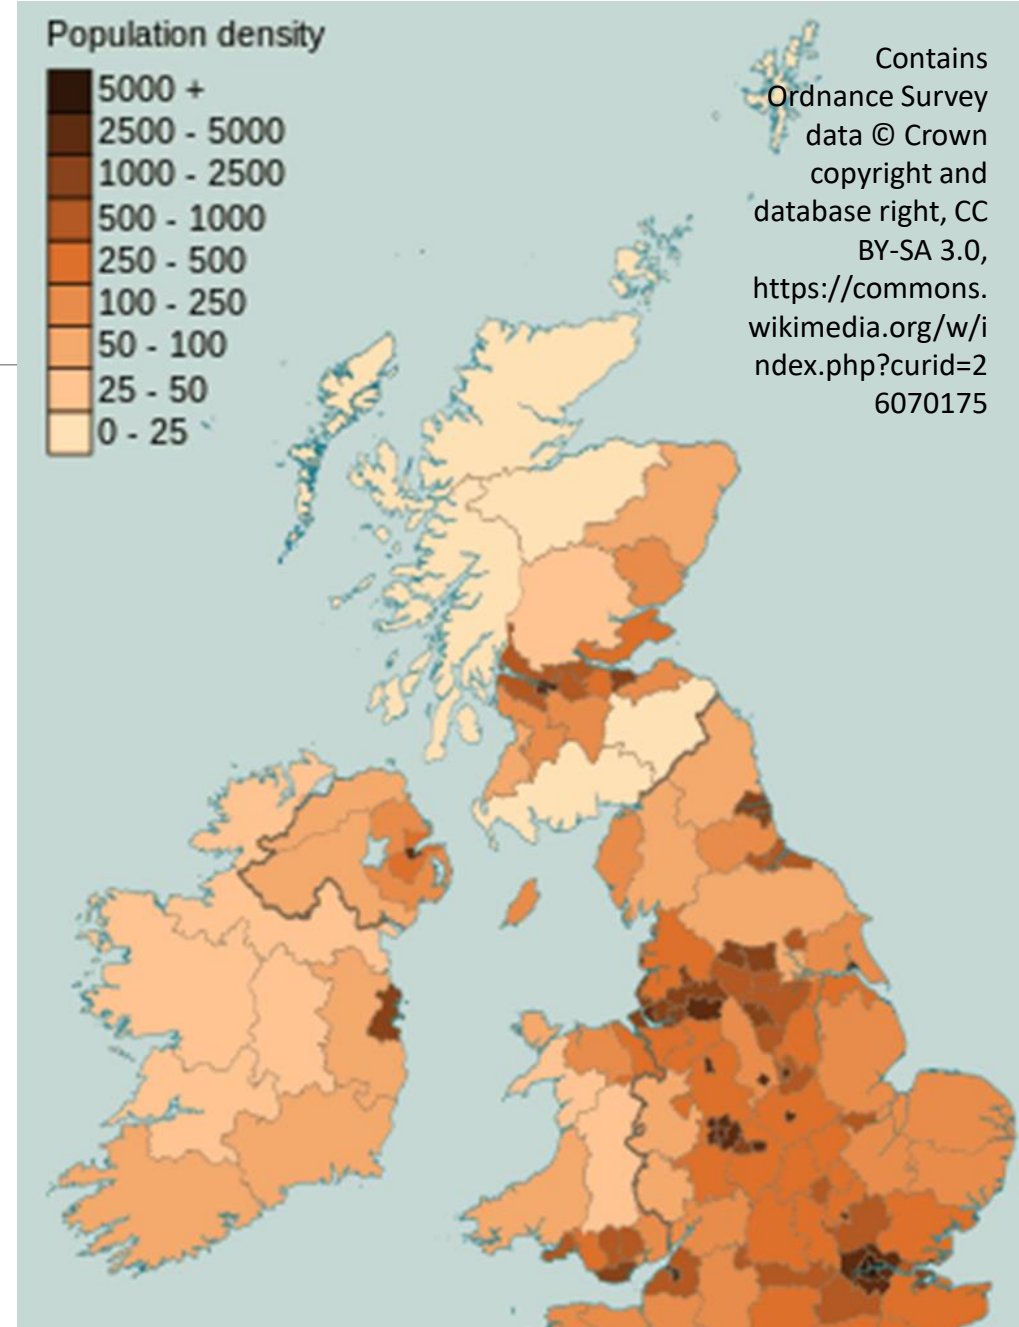 Population density
5000 +
2500 - 5000
1000 - 2500
500 - 1000
250 - 500
100 - 250
50 - 100
25 - 50
0 - 25
Contains
Ordnance Survey
data © Crown
copyright and
database right, CC
BY-SA 3.0,
https://commons.
wikimedia.org/w/i
ndex.php?curid=2
6070175